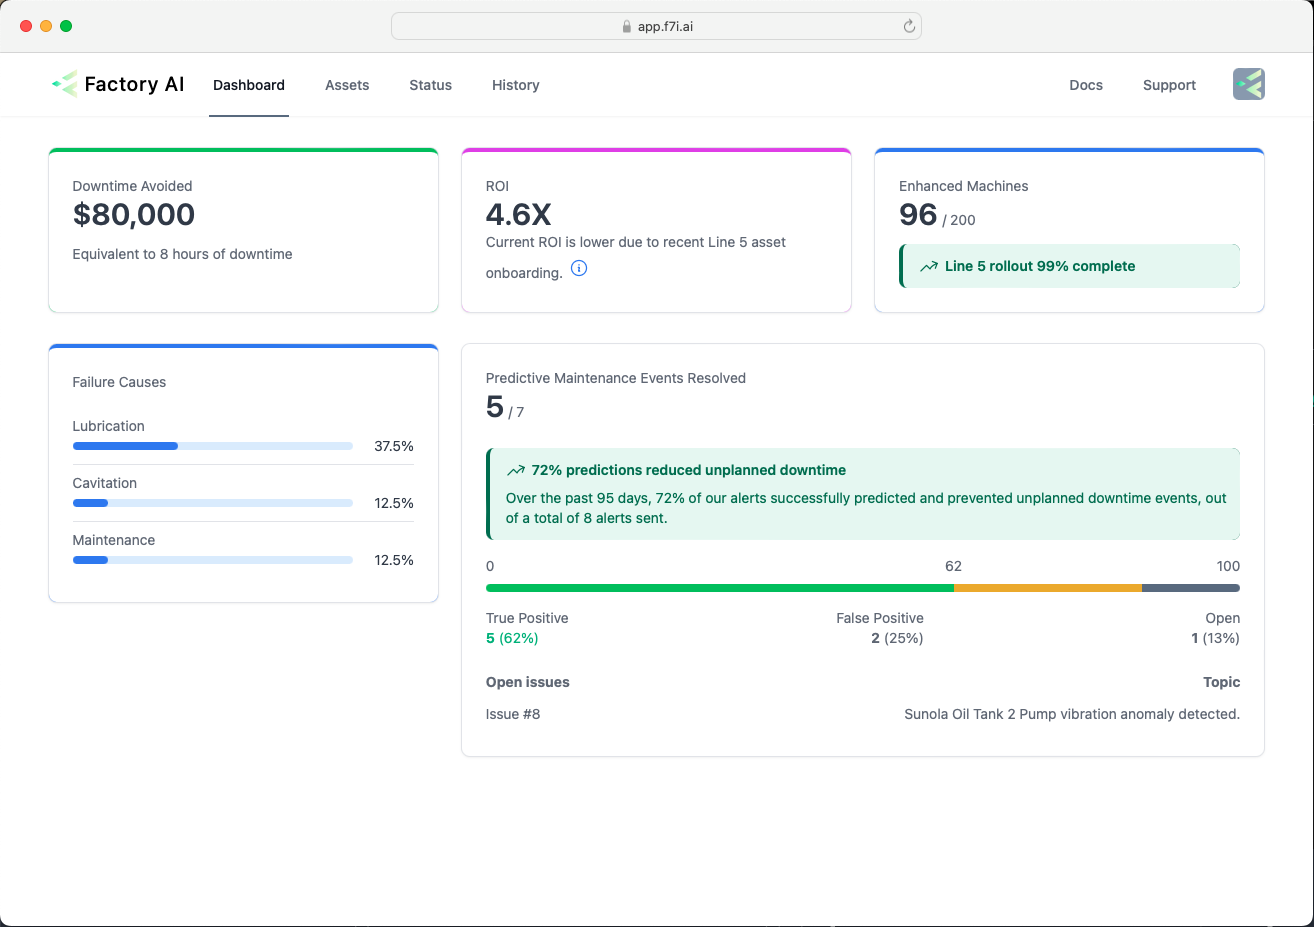 app.f7i.ai
Factory AI
Dashboard
Assets
Status
History
Docs
Support
Downtime Avoided
$80,000
Equivalent to 8 hours of downtime
ROI
4.6X
Current ROI is lower due to recent Line 5 asset
onboarding.
Enhanced Machines
96 / 200
Line 5 rollout 99% complete
Failure Causes
Lubrication
37.5%
Cavitation
12.5%
Maintenance
12.5%
Predictive Maintenance Events Resolved
5 / 7
72% predictions reduced unplanned downtime
Over the past 95 days, 72% of our alerts successfully predicted and prevented unplanned downtime events, out
of a total of 8 alerts sent.
0 62 100
True Positive False Positive Open
5 (62%) 2 (25%) 1 (13%)
Open issues Topic
Issue #8 Sunola Oil Tank 2 Pump vibration anomaly detected.